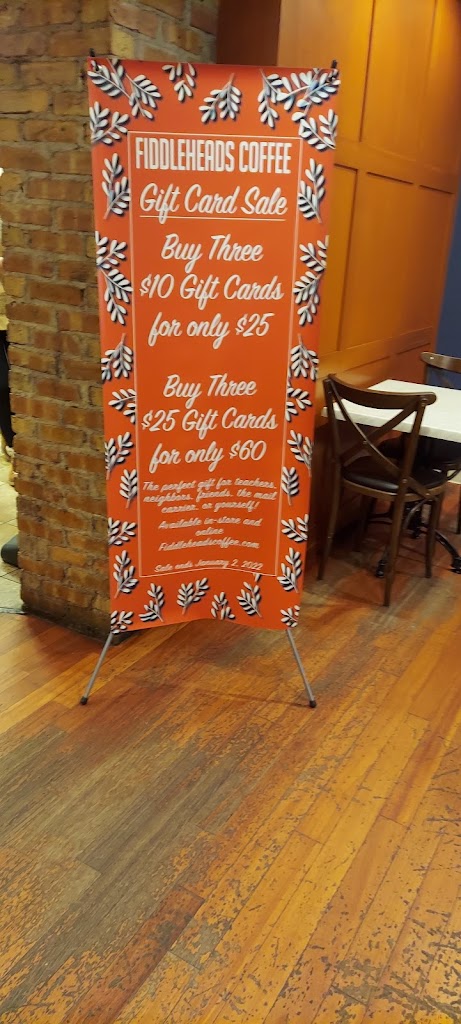 FIDDLEHEADS COFFEE
Gift Card Sale
Buy Three
$10 Gift Cards
for only $25
Buy Three
$25 Gift Cards
for only $60
The perfect gift for teachers,
neighbors, friends, the mail
carrier, or yourself!
Available in-store and
online
Fiddleheadscoffee.com
Sale ends January 2, 2022